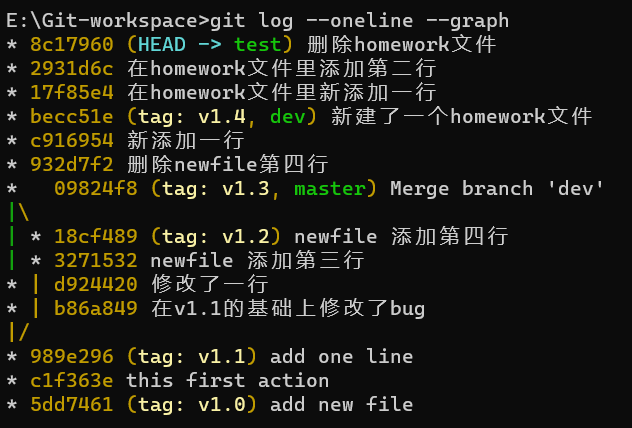 E:\Git-workspace>git log --oneline --graph
* 8c17960 (HEAD -> test) 删除homework文件
* 2931d6c 在homework文件里添加第二行
* 17f85e4 在homework文件里新添加一行
* becc51e (tag: v1.4, dev) 新建了一个homework文件
* c916954 新添加一行
* 932d7f2 删除newfile第四行
*   09824f8 (tag: v1.3, master) Merge branch 'dev'
|\
| * 18cf489 (tag: v1.2) newfile 添加第四行
| * 3271532 newfile 添加第三行
* | d924420 修改了一行
* | b86a849 在v1.1的基础上修改了bug
|/
* 989e296 (tag: v1.1) add one line
* c1f363e this first action
* 5dd7461 (tag: v1.0) add new file